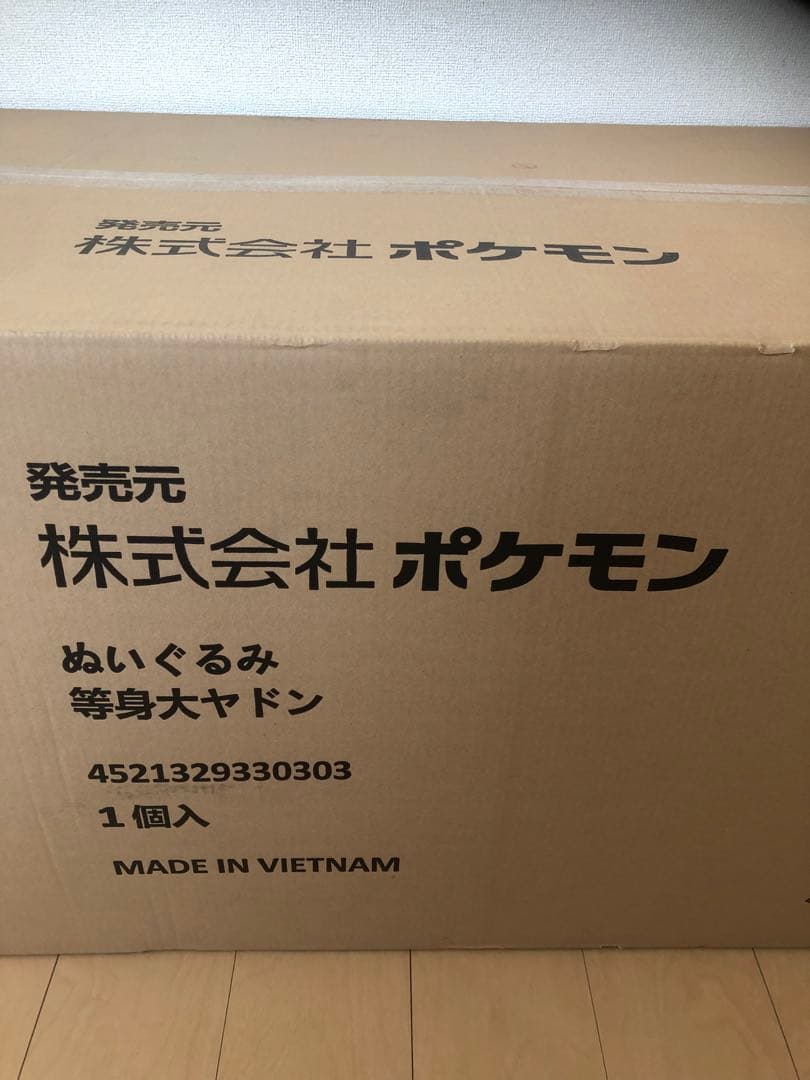 発売元
株式会社 ポケモン
発売元
株式会社 ポケモン
ぬいぐるみ
等身大ヤドン
4521329330303
1個入
MADE IN VIETNAM